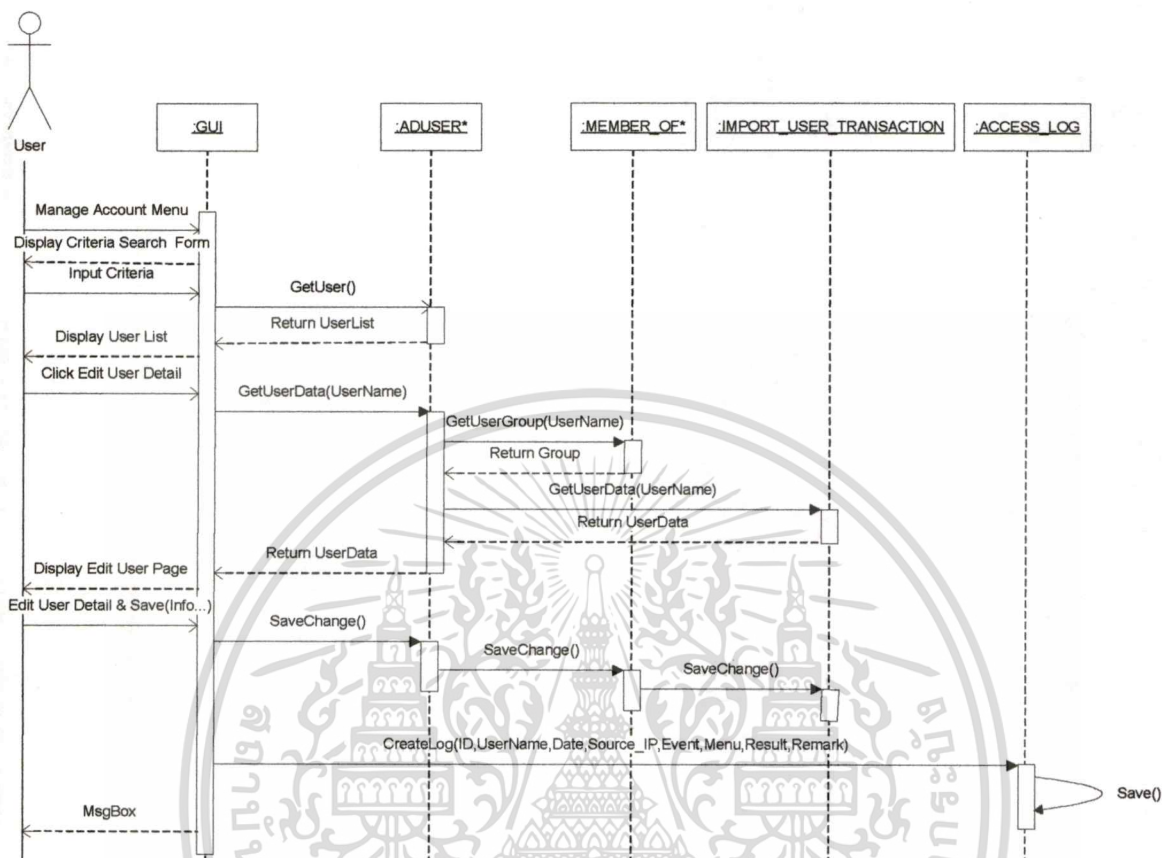 User
:GUI
:ADUSER*
:MEMBER_OF*
:IMPORT_USER_TRANSACTION
:ACCESS_LOG
Manage Account Menu
Display Criteria Search Form
Input Criteria
GetUser()
Return UserList
Display User List
Click Edit User Detail
GetUserData(UserName)
GetUserGroup(UserName)
Return Group
GetUserData(UserName)
Return UserData
Return UserData
Display Edit User Page
Edit User Detail & Save(Info...)
SaveChange()
SaveChange()
SaveChange()
CreateLog(ID,UserName,Date,Source_IP,Event,Menu,Result,Remark)
Save()
MsgBox